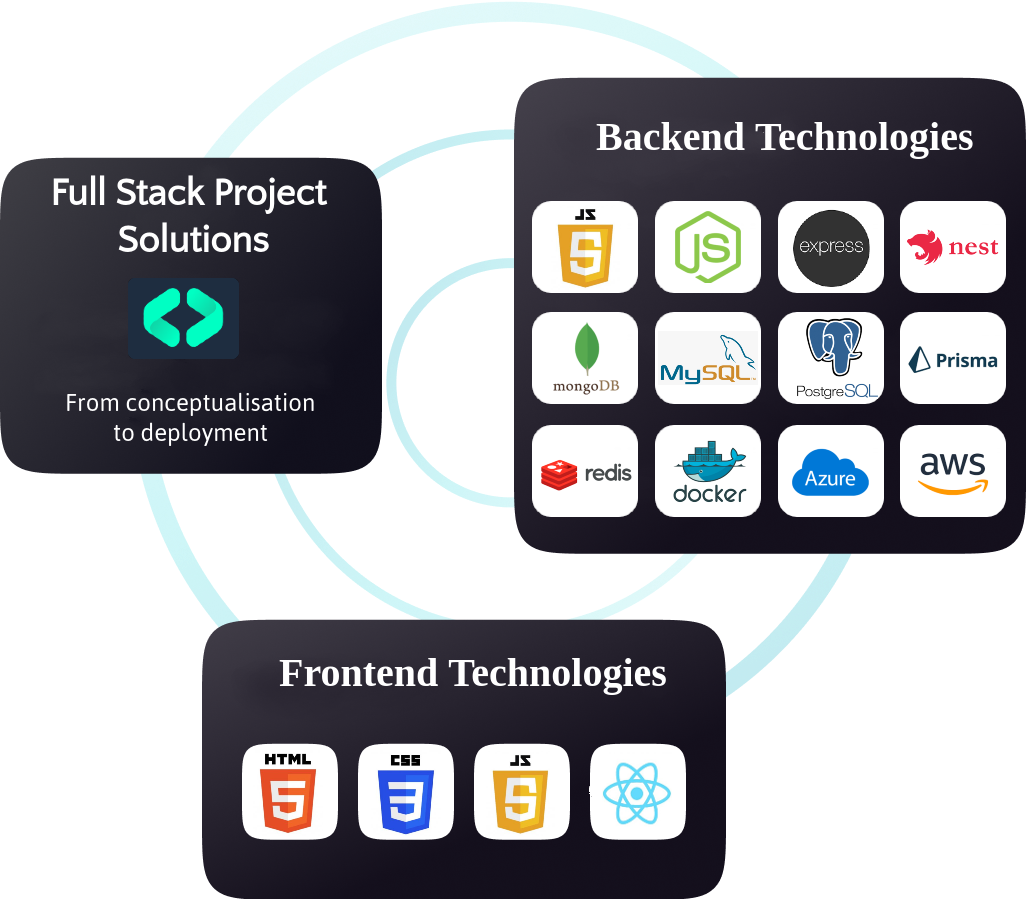 Full Stack Project
Solutions
From conceptualisation
to deployment
Backend Technologies
JS
JS
express
nest
mongoDB
MySQL
PostgreSQL
Prisma
redis
docker
Azure
aws
Frontend Technologies
HTML
5
CSS
3
JS